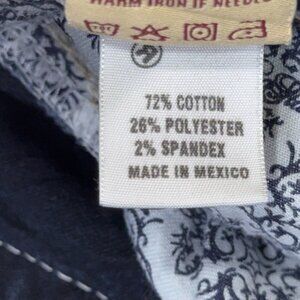 WARM IRON IF NEEDED
72% COTTON
26% POLYESTER
2% SPANDEX
MADE IN MEXICO